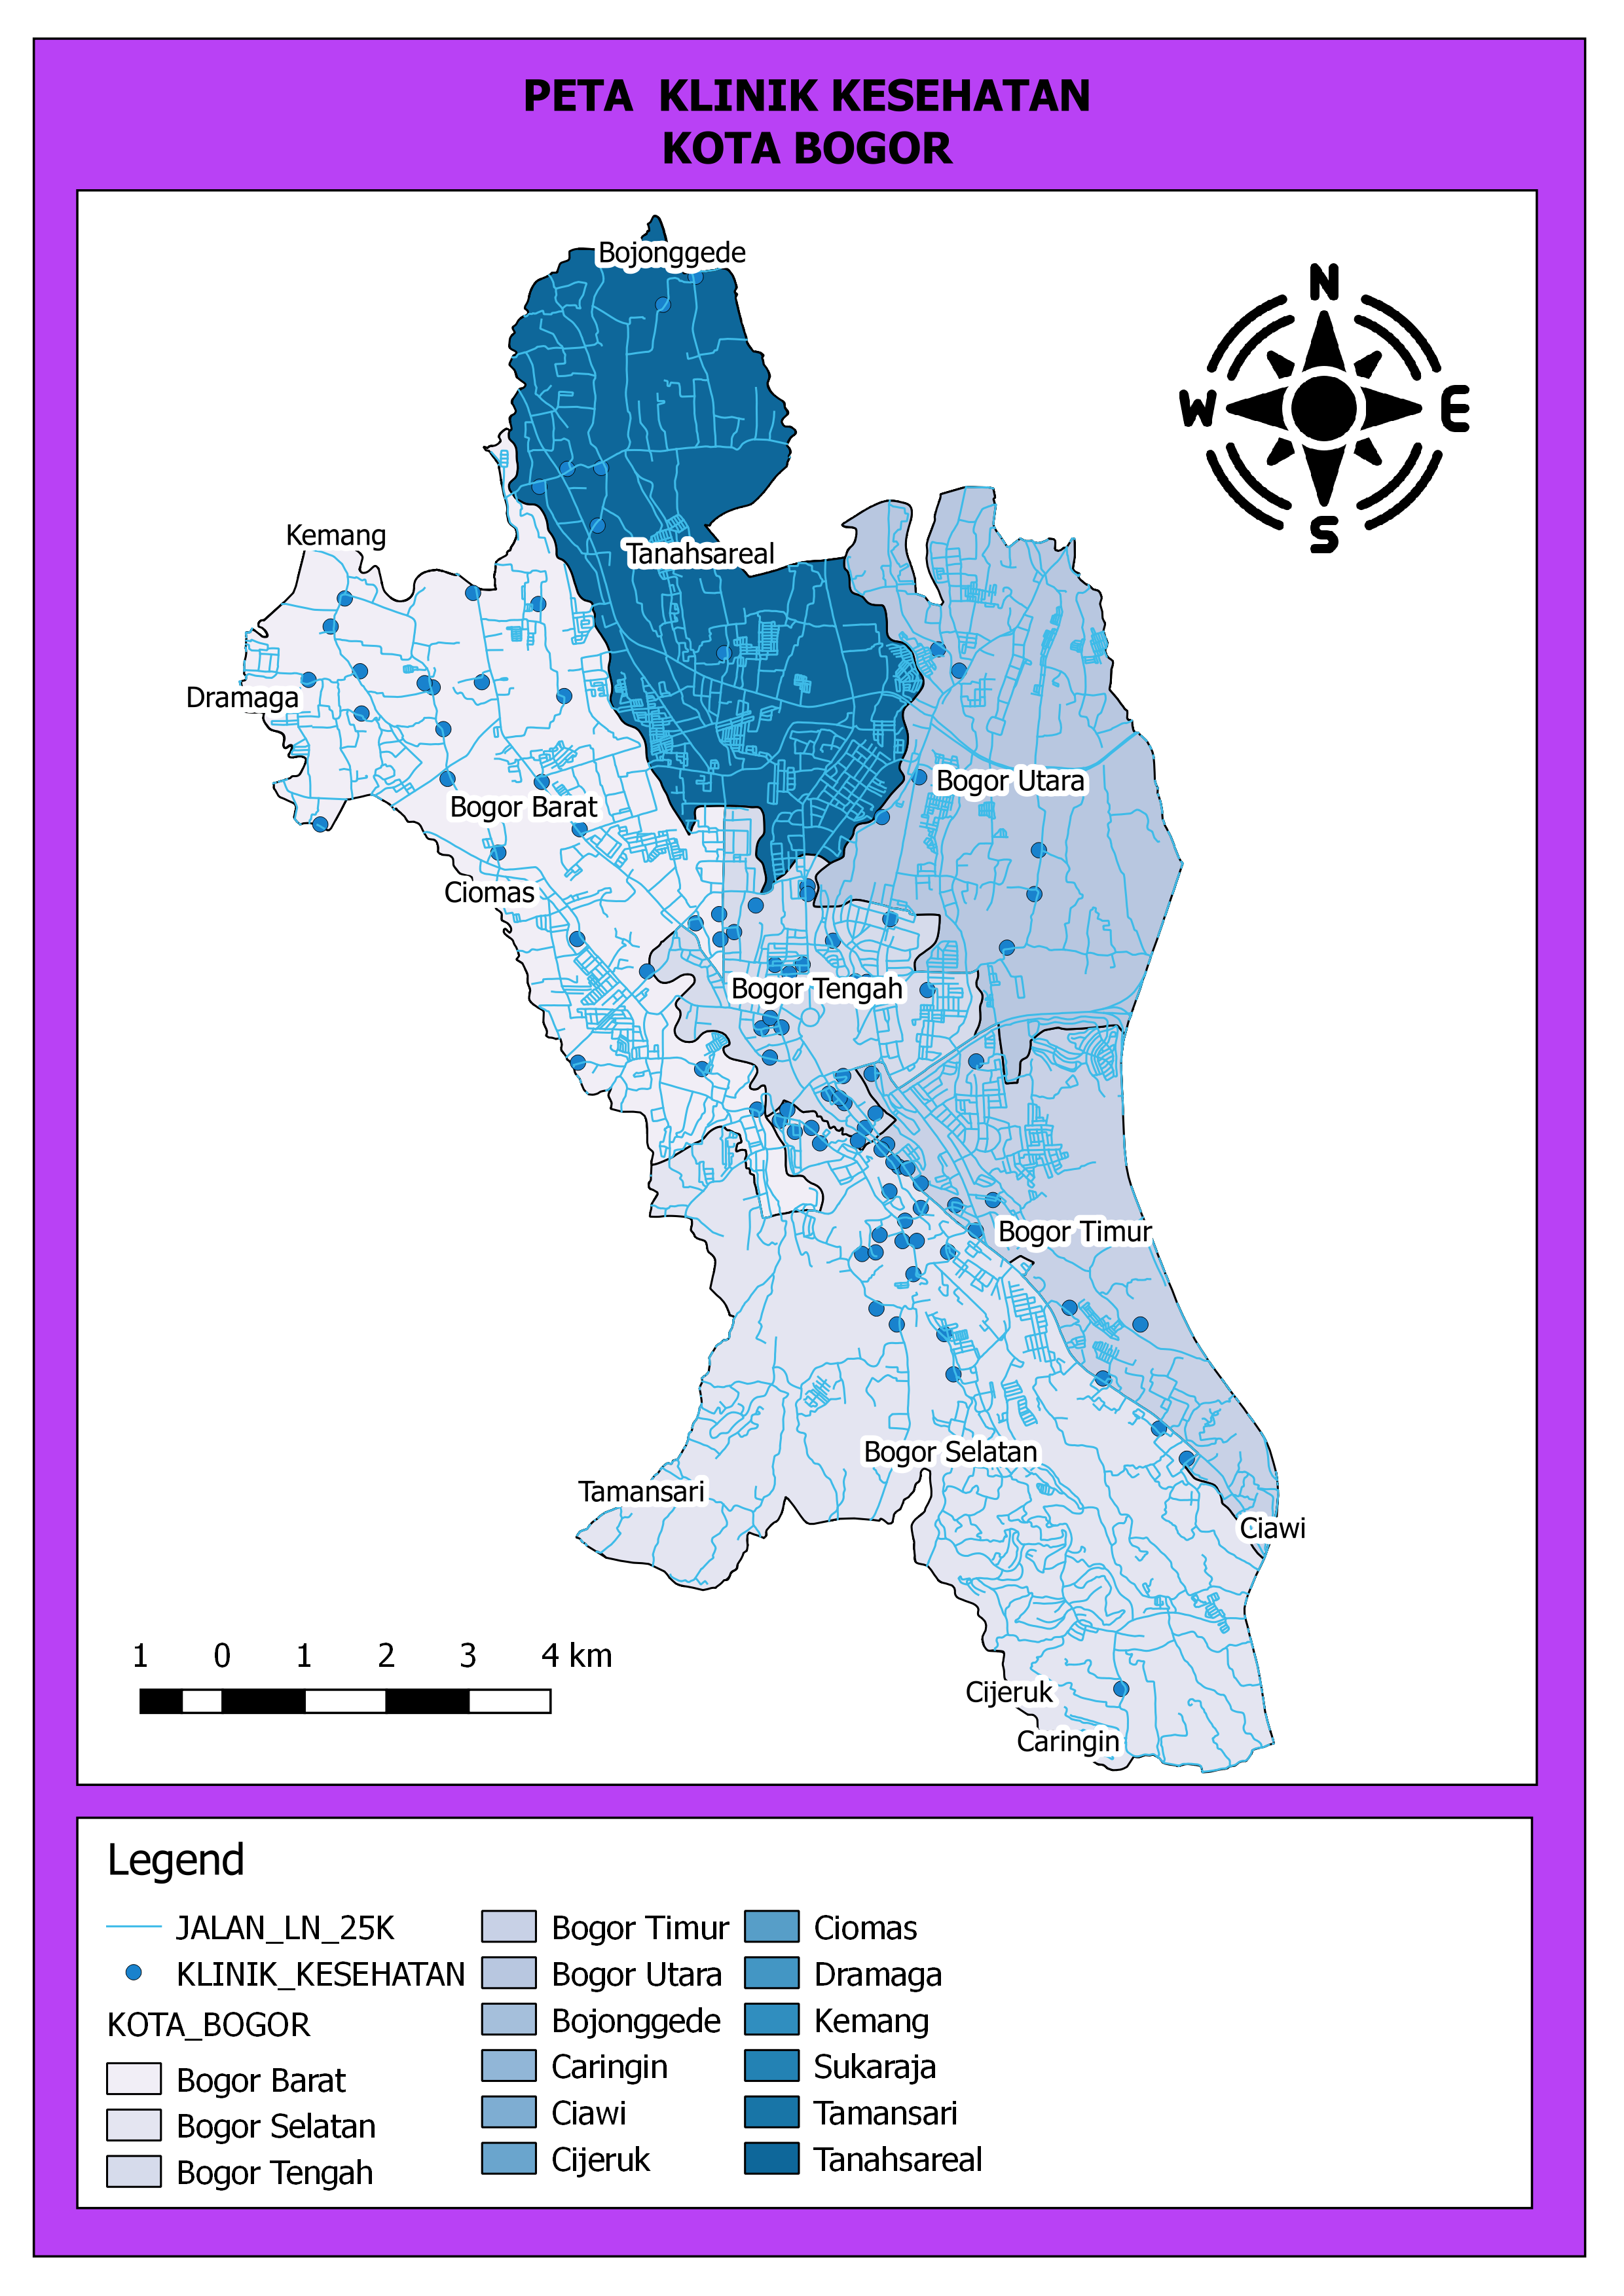 PETA KLINIK KESEHATAN
KOTA BOGOR
Bojonggede
N
W
E
S
Kemang
Tanahsareal
Dramaga
Bogor Utara
Bogor Barat
Ciomas
Bogor Tengah
Bogor Timur
Bogor Selatan
Tamansari
Ciawi
1 0 1 2 3 4 km
Cijeruk
Caringin
Legend
JALAN_LN_25K
KLINIK_KESEHATAN
KOTA_BOGOR
Bogor Barat
Bogor Selatan
Bogor Tengah
Bogor Timur
Bogor Utara
Bojonggede
Caringin
Ciawi
Cijeruk
Ciomas
Dramaga
Kemang
Sukaraja
Tamansari
Tanahsareal